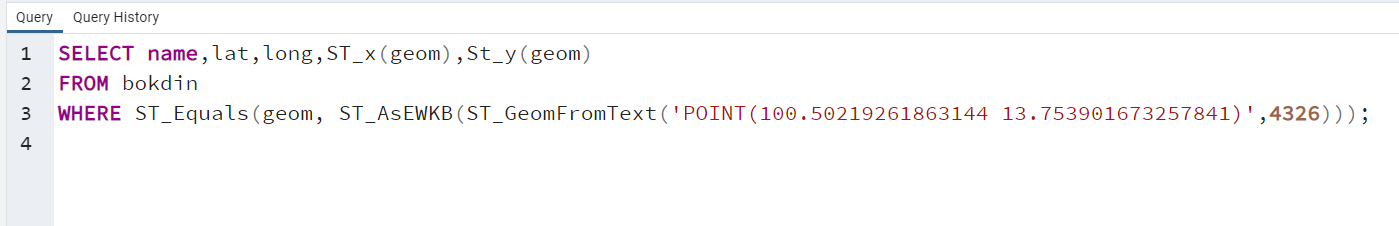 Query Query History
1 SELECT name,lat,long,ST_x(geom),St_y(geom)
2 FROM bokdin
3 WHERE ST_Equals(geom, ST_AsEWKB(ST_GeomFromText('POINT(100.50219261863144 13.753901673257841)',4326)));
4